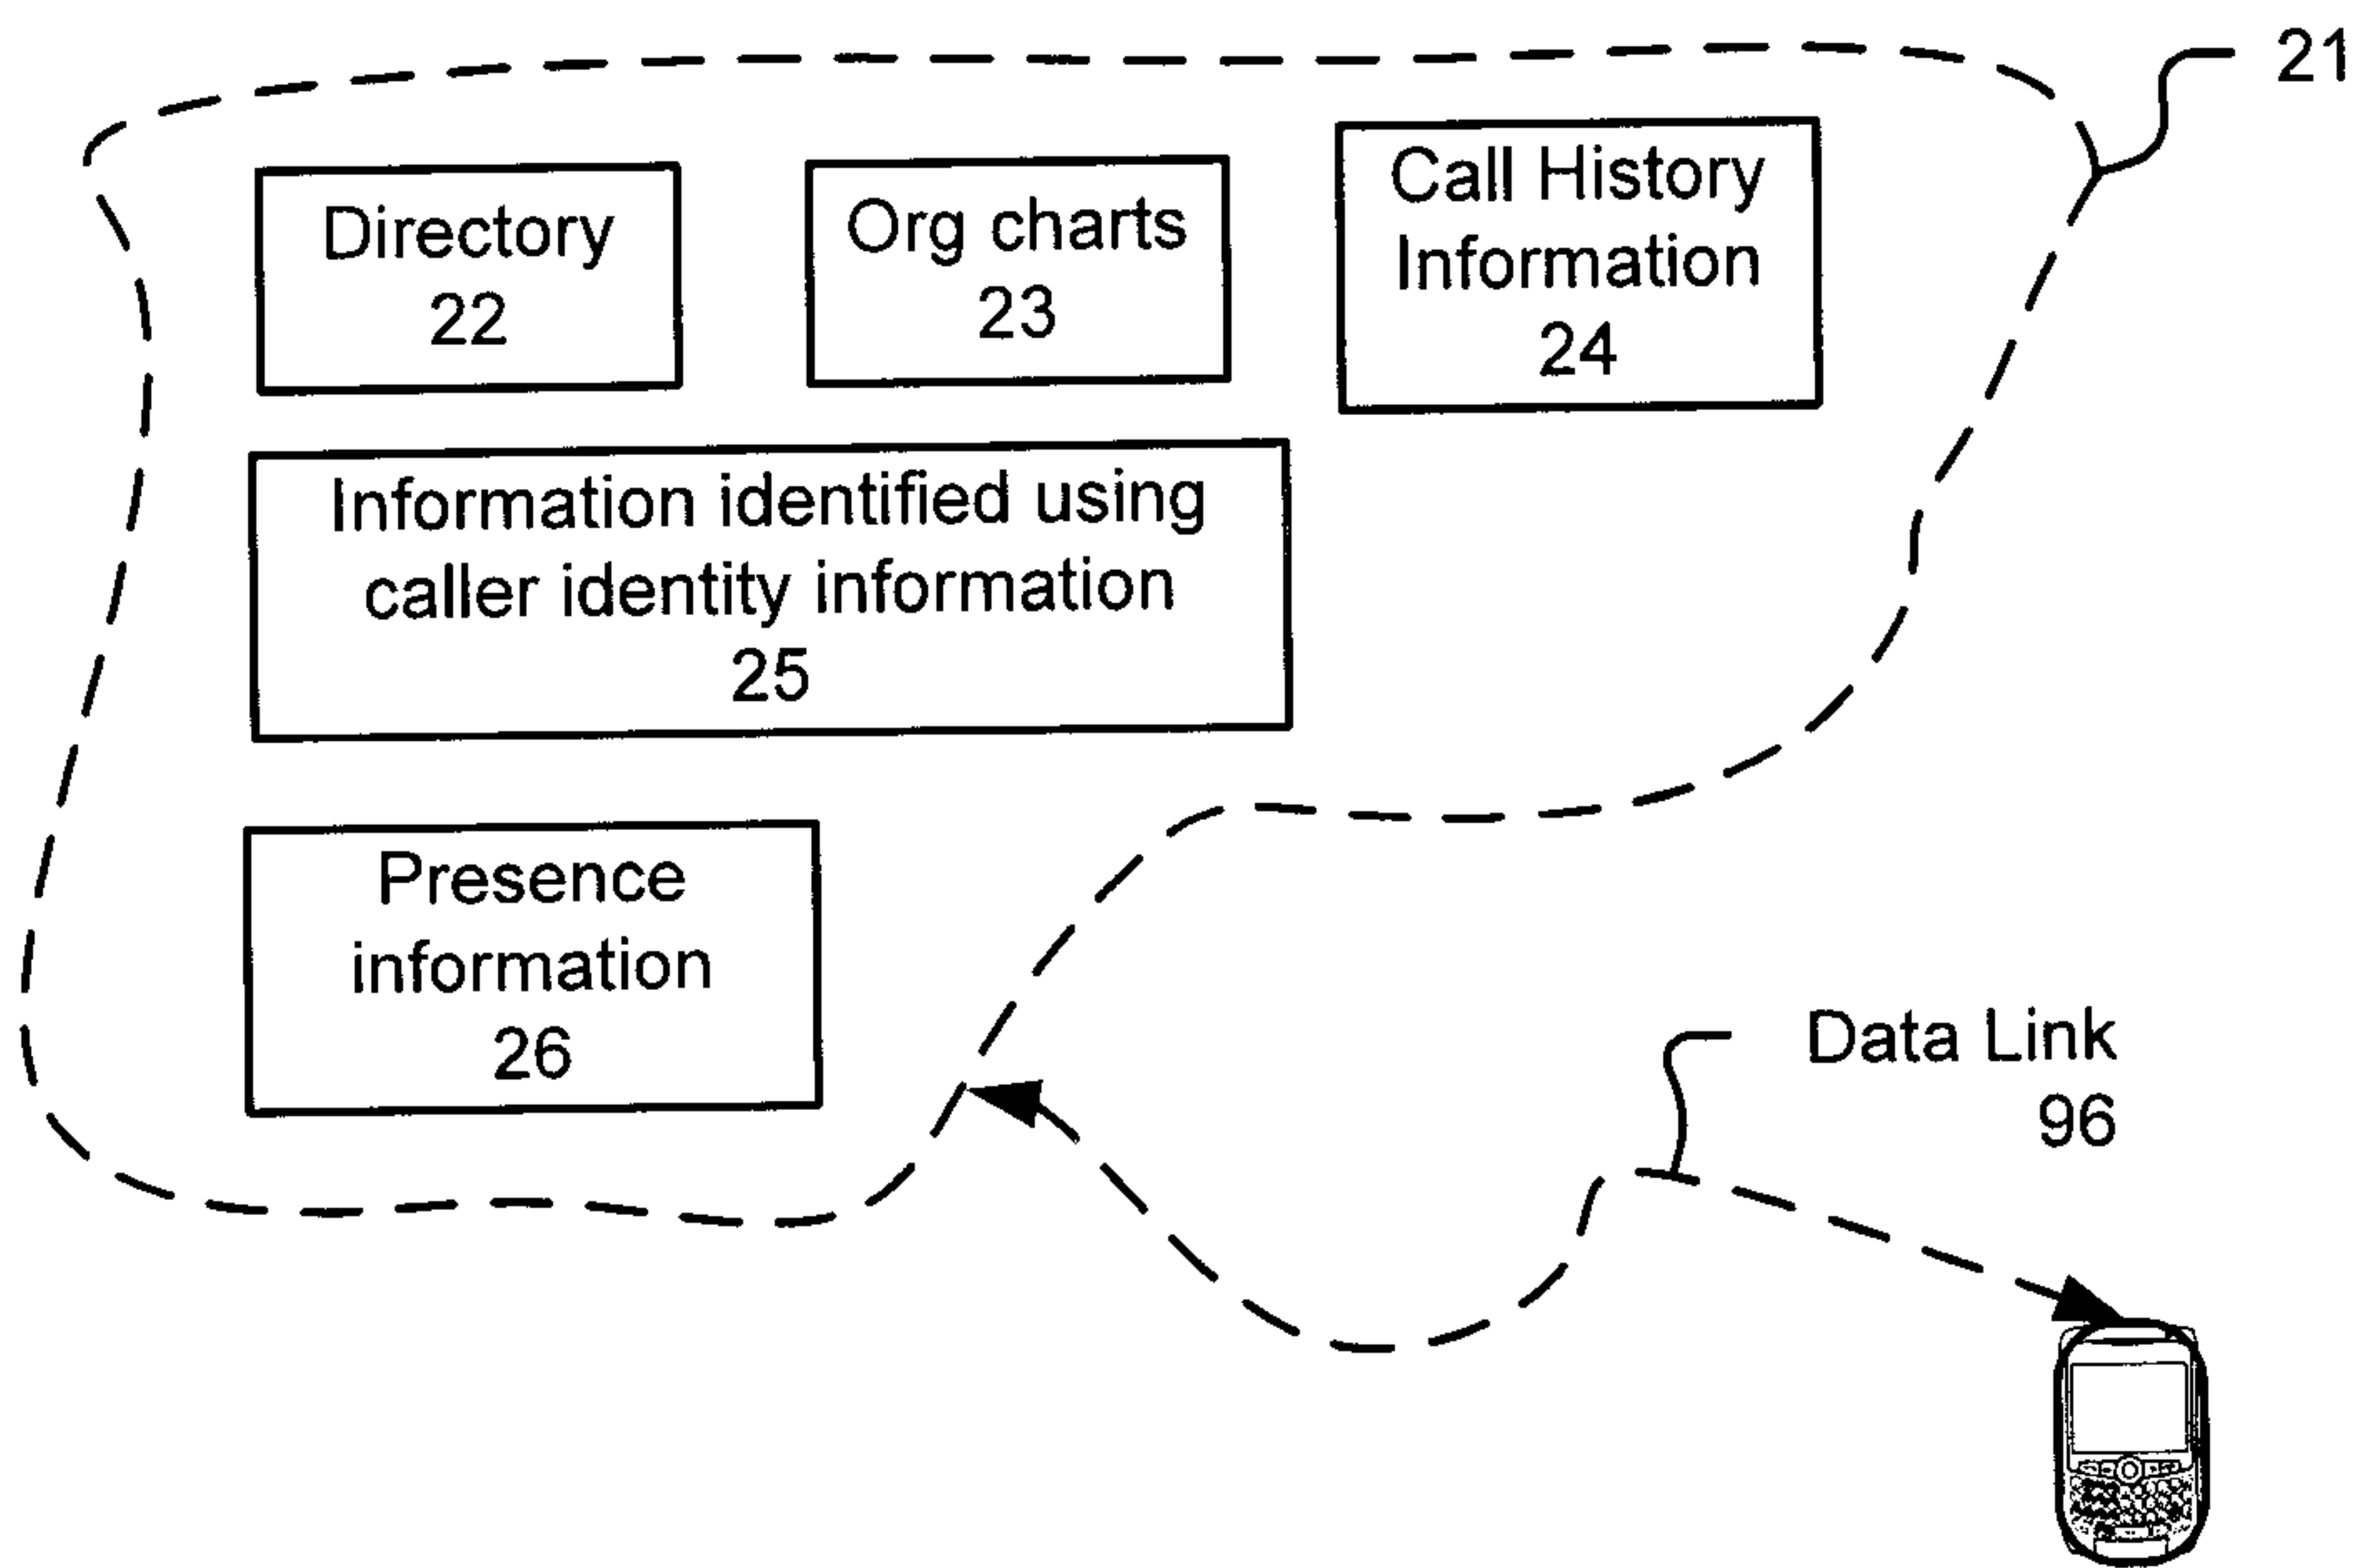 21
Directory
22
Org charts
23
Call History
Information
24
Information identified using
caller identity information
25
Presence
information
26
Data Link
96